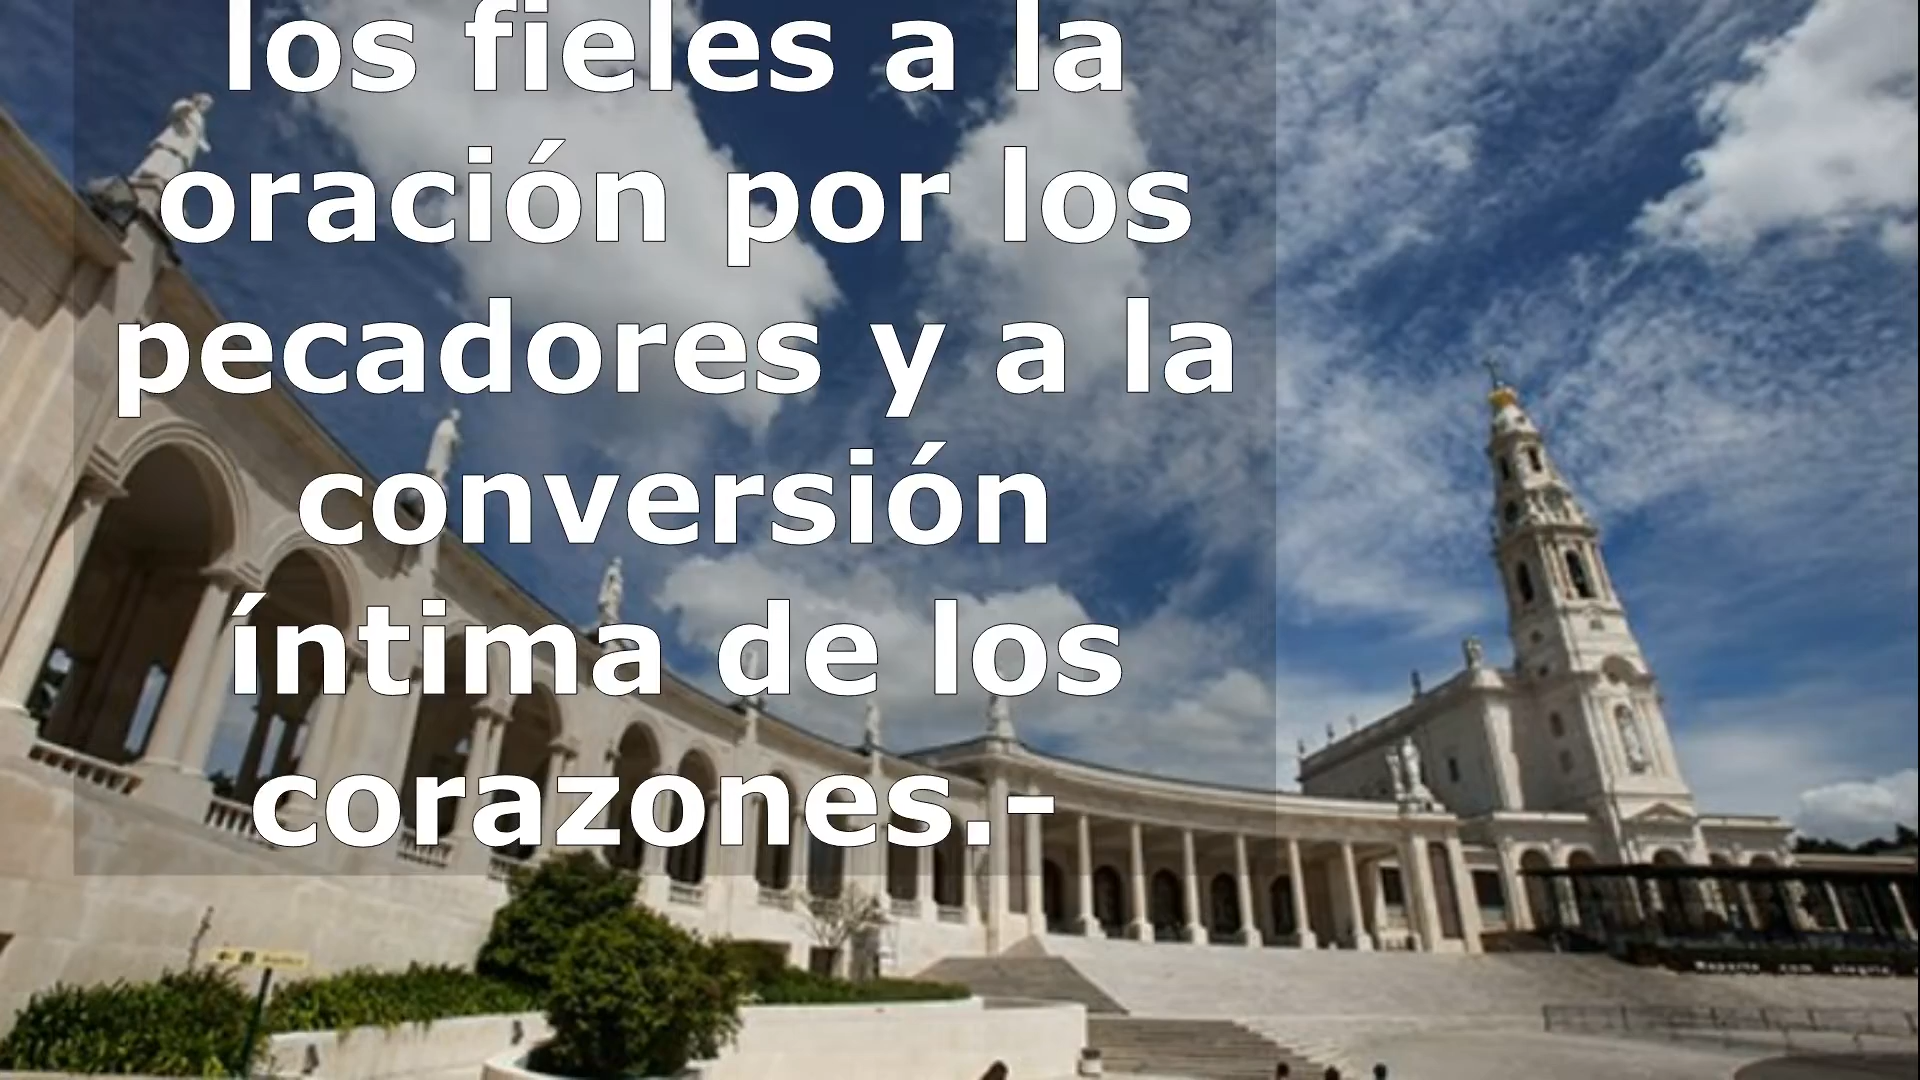 los fieles a la
oración por los
pecadores y a la
conversión
íntima de los
corazones.-